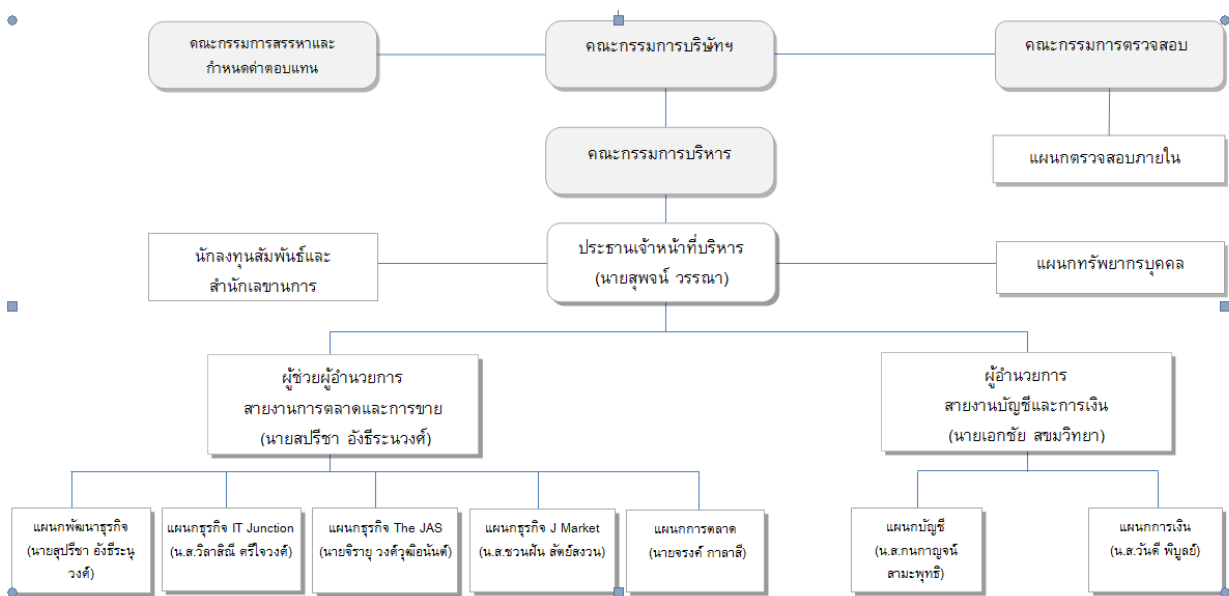 คณะกรรมการสรรหาและ
กำหนดค่าตอบแทน
คณะกรรมการบริษัทฯ
คณะกรรมการตรวจสอบ
คณะกรรมการบริหาร
แผนกตรวจสอบภายใน
นักลงทุนสัมพันธ์และ
สำนักเลขานการ
ประธานเจ้าหน้าที่บริหาร
(นายสุพจน์ วรรณา)
แผนกทรัพยากรบุคคล
ผู้ช่วยผู้อำนวยการ
สายงานการตลาดและการขาย
(นายสปรีชา อังธีระนวงศ์)
ผู้อำนวยการ
สายงานบัญชีและการเงิน
(นายเอกชัย สขมวิทยา)
แผนกพัฒนาธุรกิจ
(นายสุปรีชา อังธีระนุ
วงศ์)
แผนกธุรกิจ IT Junction
(น.ส.วิลาสิณี ศรีใจวงศ์)
แผนกธุรกิจ The JAS
(นายจิรายุ วงศ์วุฒิอนันต์)
แผนกธุรกิจ J Market
(น.ส.ชวนฝัน สัตย์สงวน)
แผนกการตลาด
(นายจรงค์ กาลาสี)
แผนกบัญชี
(น.ส.กนกาญจน์
สามะพุทธิ)
แผนกการเงิน
(น.ส.วันดี พิบูลย์)